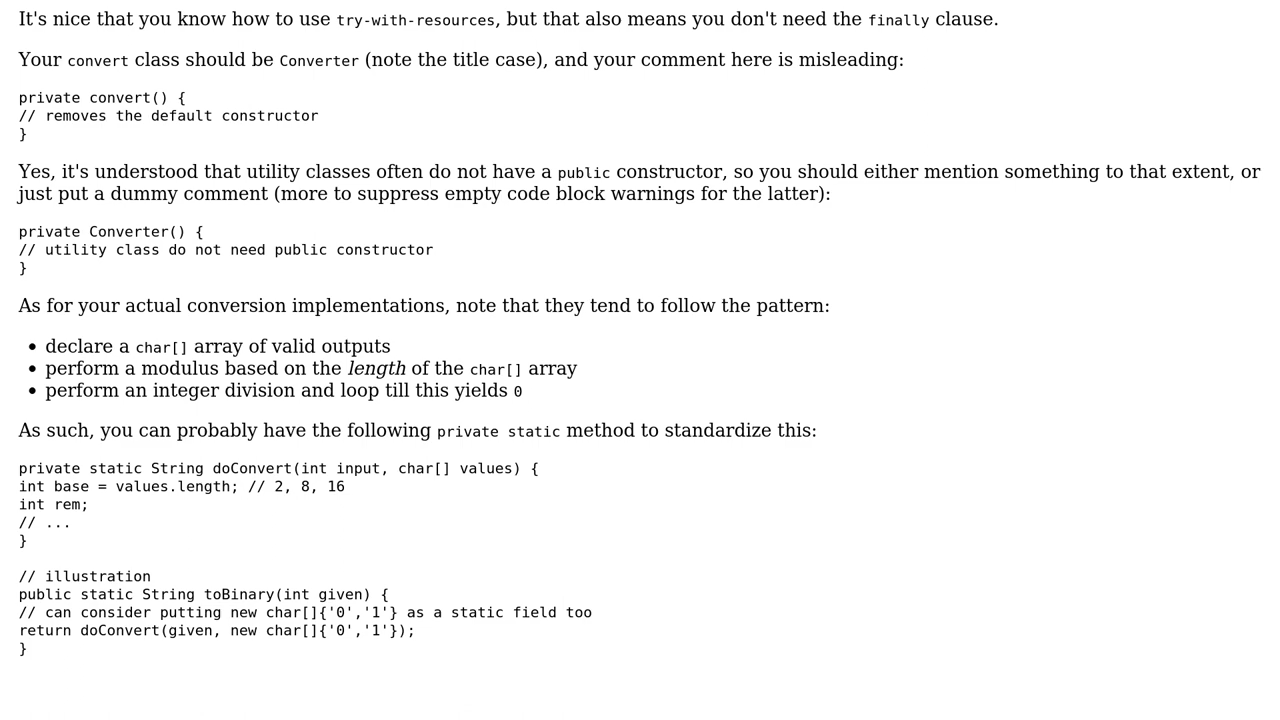 It's nice that you know how to use try-with-resources, but that also means you don't need the finally clause.
Your convert class should be Converter (note the title case), and your comment here is misleading:
private convert() {
// removes the default constructor
}
Yes, it's understood that utility classes often do not have a public constructor, so you should either mention something to that extent, or
just put a dummy comment (more to suppress empty code block warnings for the latter):
private Converter() {
// utility class do not need public constructor
}
As for your actual conversion implementations, note that they tend to follow the pattern:
• declare a char[] array of valid outputs
• perform a modulus based on the length of the char[] array
• perform an integer division and loop till this yields 0
As such, you can probably have the following private static method to standardize this:
private static String doConvert(int input, char[] values) {
int base = values.length; // 2, 8, 16
int rem;
// ...
}
// illustration
public static String toBinary(int given) {
// can consider putting new char[]{'0','1'} as a static field too
return doConvert(given, new char[]{'0','1'});
}